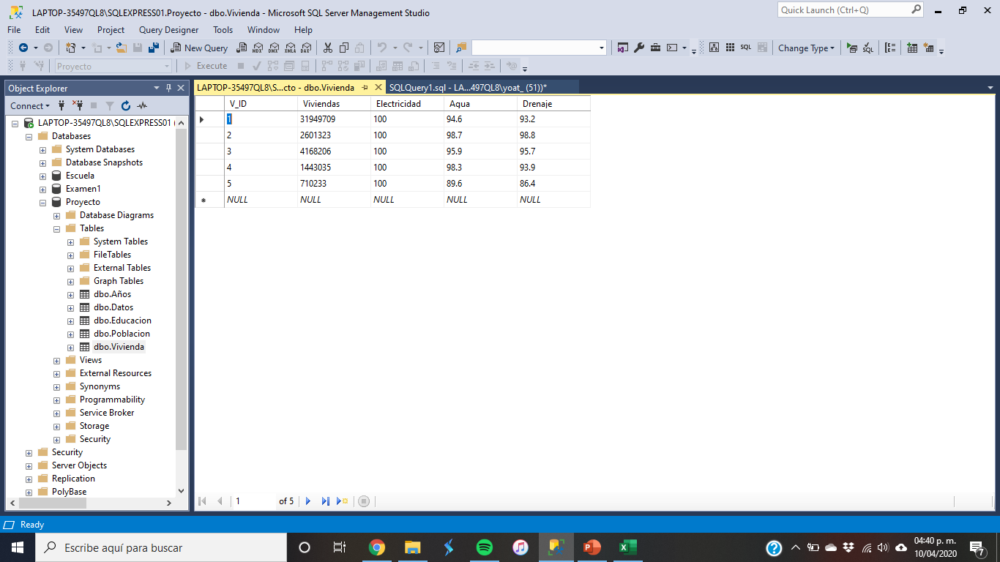 LAPTOP-35497QL8\SQLEXPRESS01.Proyecto - dbo.Vivienda - Microsoft SQL Server Management Studio
Quick Launch (Ctrl+Q)
File Edit View Project Query Designer Tools Window Help
New Query MDX DMX XMLA DAX SQL Change Type
Proyecto Execute
Object Explorer
Connect
LAPTOP-35497QL8\SQLEXPRESS01 (
Databases
System Databases
Database Snapshots
Escuela
Examen1
Proyecto
Database Diagrams
Tables
System Tables
FileTables
External Tables
Graph Tables
dbo.Años
dbo.Datos
dbo.Educacion
dbo.Poblacion
dbo.Vivienda
Views
External Resources
Synonyms
Programmability
Service Broker
Storage
Security
Security
Server Objects
Replication
PolyBase
LAPTOP-35497QL8\S...cto - dbo.Vivienda SQLQuery1.sql - LA...497QL8\yoat_ (51))*
V_ID Viviendas Electricidad Aqua Drenaje
1 31949709 100 94.6 93.2
2 2601323 100 98.7 98.8
3 4168206 100 95.9 95.7
4 1443035 100 98.3 93.9
5 710233 100 89.6 86.4
NULL NULL NULL NULL NULL
1 of 5
Ready
Escribe aquí para buscar
04:40 p. m.
10/04/2020
7